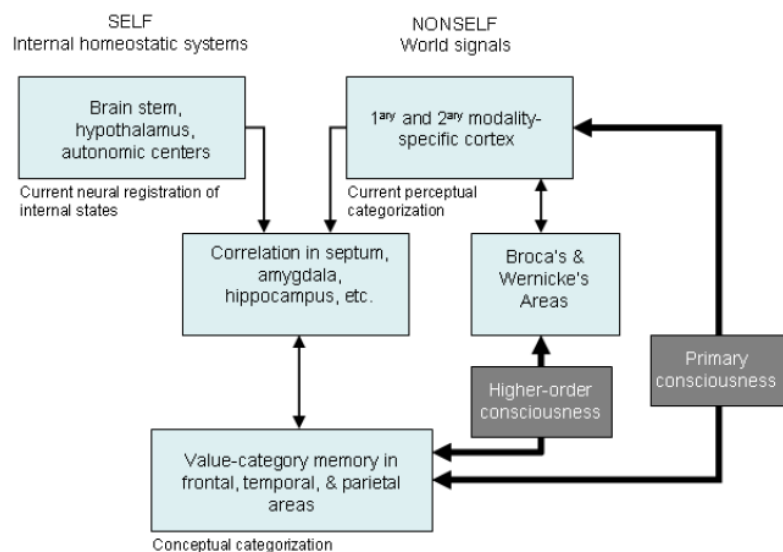 SELF
Internal homeostatic systems
NONSELF
World signals
Brain stem,
hypothalamus,
autonomic centers
1ary and 2ary modality-
specific cortex
Current neural registration of
internal states
Current perceptual
categorization
Correlation in septum,
amygdala,
hippocampus, etc.
Broca's &
Wernicke's
Areas
Primary
consciousness
Higher-order
consciousness
Value-category memory in
frontal, temporal, & parietal
areas
Conceptual categorization